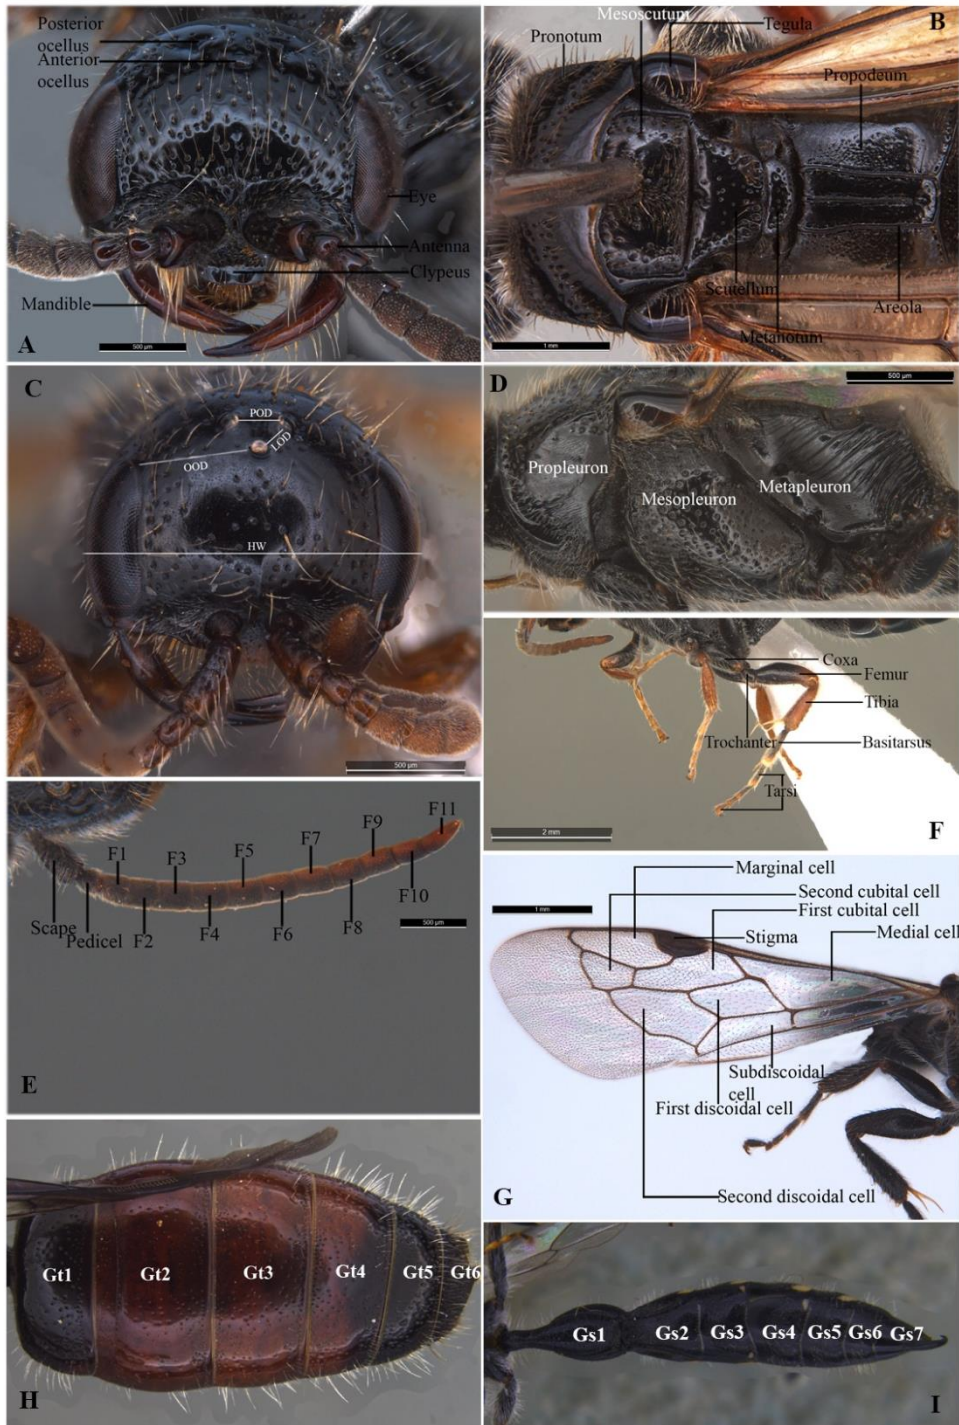 Posterior
ocellus
Anterior
ocellus
Eye
Antenna
Clypeus
Mandible
500 µm
A
Mesoscutum
Tegula
B
Pronotum
Propodeum
Scutellum
Areola
Metanotum
1 mm
C
POD
LOD
OOD
HW
500 µm
D
500 µm
Propleuron
Mesopleuron
Metapleuron
Coxa
Femur
Tibia
Trochanter
Basitarsus
Tarsi
2 mm
F
F11
F9
F7
F5
F3
F1
F10
Scape
Pedicel
F2
F4
F6
F8
500 µm
E
Marginal cell
Second cubital cell
1 mm
First cubital cell
Stigma
Medial cell
Subdiscoidal
cell
First discoidal cell
Second discoidal cell
G
Gt1 Gt2 Gt3 Gt4 Gt5 Gt6
H
Gs1 Gs2 Gs3 Gs4 Gs5 Gs6 Gs7
I